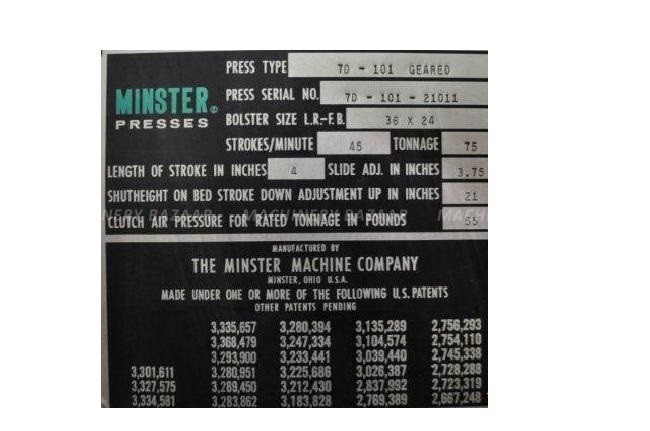 PRESS TYPE 70 - 101 GEARED
MINSTER®
PRESSES
PRESS SERIAL NO. 70 - 101 - 21011
BOLSTER SIZE L.R.-F.B. 36 X 24
STROKES/MINUTE 45 TONNAGE 75
LENGTH OF STROKE IN INCHES 4 SLIDE ADJ. IN INCHES 3.75
SHUTHEIGHT ON BED STROKE DOWN ADJUSTMENT UP IN INCHES 21
MACHINERY BAZAAR
CLUTCH AIR PRESSURE FOR RATED TONNAGE IN POUNDS 55
MANUFACTURED BY
THE MINSTER MACHINE COMPANY
MINSTER, OHIO U.S.A.
MADE UNDER ONE OR MORE OF THE FOLLOWING U.S. PATENTS
OTHER PATENTS PENDING
3,335,657 3,280,394 3,135,289 2,756,293
3,368,479 3,247,334 3,104,574 2,754,110
3,293,900 3,233,441 3,039,440 2,745,338
3,301,611 3,280,951 3,225,686 3,026,387 2,728,288
3,327,575 3,289,450 3,212,430 2,837,992 2,723,319
3,334,581 3,283,862 3,183,828 2,769,389 2,667,248